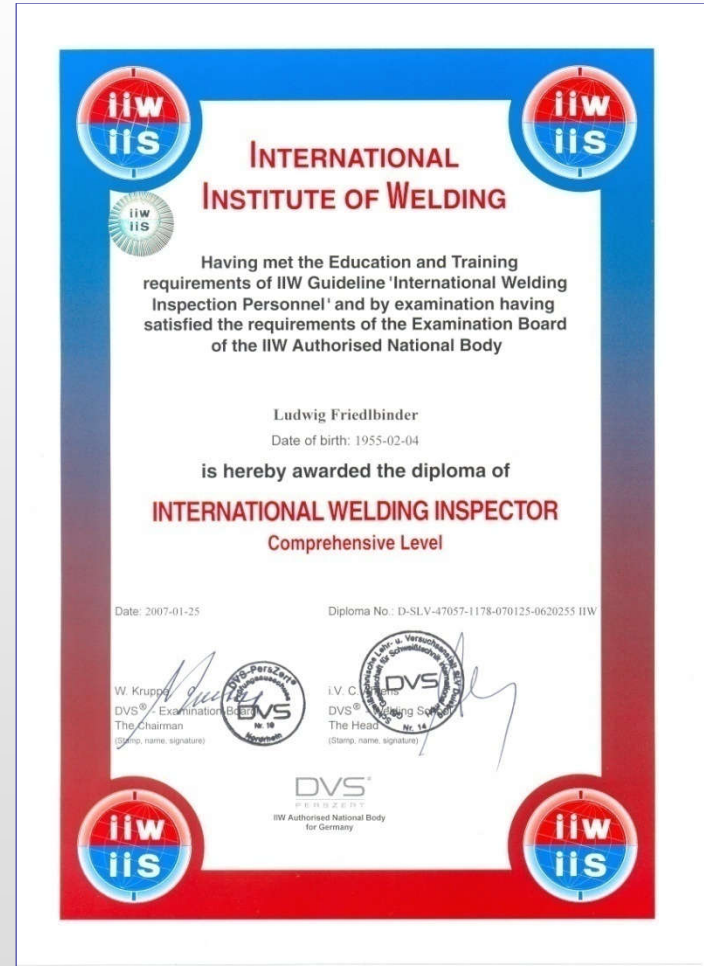 iiw
iis
iiw
iis
INTERNATIONAL
INSTITUTE OF WELDING
iiw
iis
Having met the Education and Training
requirements of IIW Guideline 'International Welding
Inspection Personnel' and by examination having
satisfied the requirements of the Examination Board
of the IIW Authorised National Body
Ludwig Friedlbinder
Date of birth: 1955-02-04
is hereby awarded the diploma of
INTERNATIONAL WELDING INSPECTOR
Comprehensive Level
Date: 2007-01-25 Diploma No.: D-SLV-47057-1178-070125-0620255 IIW
W. Kruppe i.V. C.
DVS® - Examination Board DVS® - Welding
The Chairman The Head
(Stamp, name, signature) (Stamp, name, signature)
DVS-PersZert
DVS
Nr. 10
DVS
Nr. 14
DVS®
PERSZERT
IIW Authorised National Body
for Germany
iiw
iis
iiw
iis